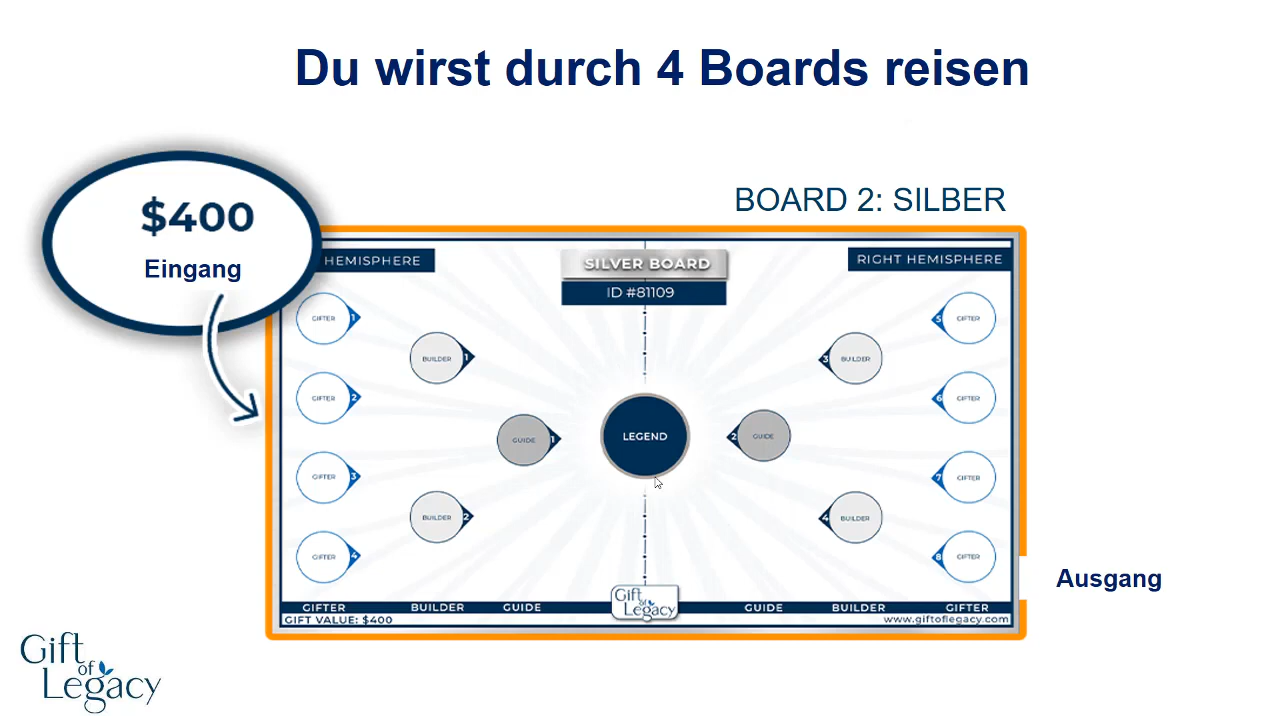 Du wirst durch 4 Boards reisen
$400
Eingang
BOARD 2: SILBER
HEMISPHERE
SILVER BOARD
ID #81109
RIGHT HEMISPHERE
GIFTER 1
5 GIFTER
BUILDER 1
3 BUILDER
GIFTER 2
6 GIFTER
GUIDE 1
LEGEND
2 GUIDE
GIFTER 3
7 GIFTER
BUILDER 2
4 BUILDER
GIFTER 4
8 GIFTER
Ausgang
Gift
of
Legacy
GIFTER BUILDER GUIDE
GUIDE BUILDER GIFTER
GIFT VALUE: $400
www.giftoflegacy.com
Gift
of
Legacy